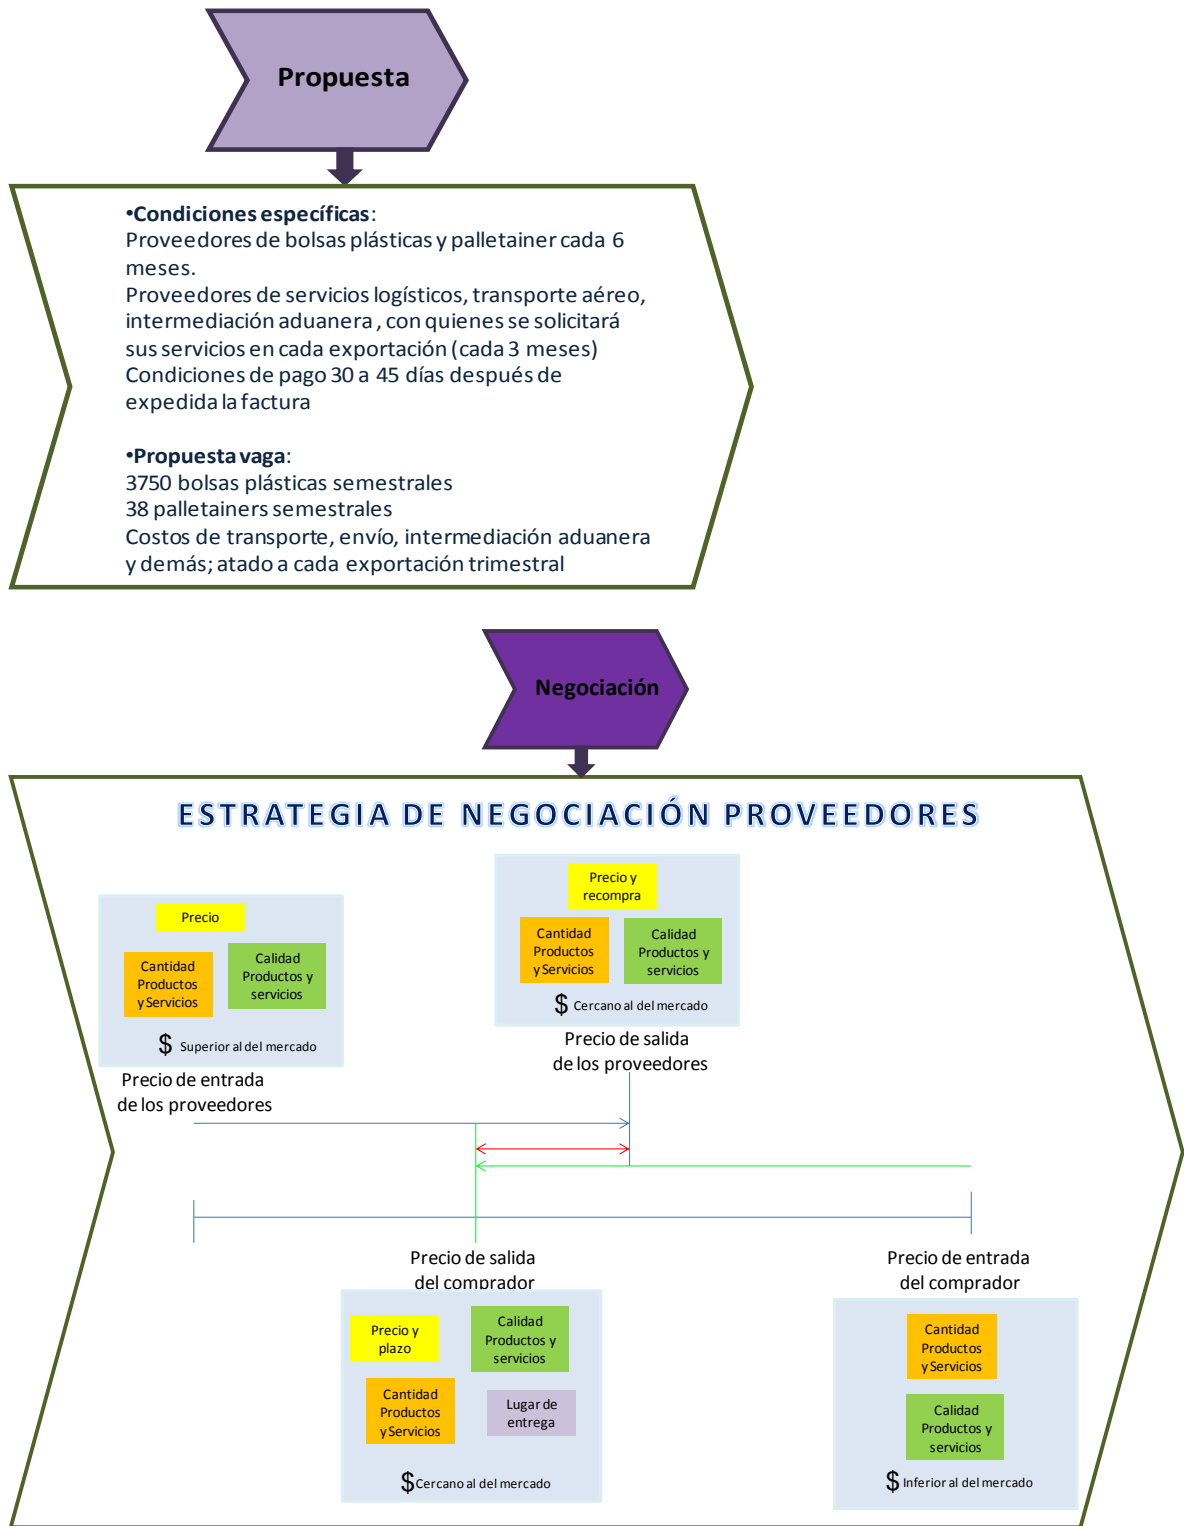 Propuesta
•Condiciones específicas:
Proveedores de bolsas plásticas y palletainer cada 6
meses.
Proveedores de servicios logísticos, transporte aéreo,
intermediación aduanera , con quienes se solicitará
sus servicios en cada exportación (cada 3 meses)
Condiciones de pago 30 a 45 días después de
expedida la factura
•Propuesta vaga:
3750 bolsas plásticas semestrales
38 palletainers semestrales
Costos de transporte, envío, intermediación aduanera
y demás; atado a cada exportación trimestral
Negociación
ESTRATEGIA DE NEGOCIACIÓN PROVEEDORES
Precio
Cantidad
Productos
y Servicios
Calidad
Productos y
servicios
$ Superior al del mercado
Precio de entrada
de los proveedores
Precio y
recompra
Cantidad
Productos
y Servicios
Calidad
Productos y
servicios
$ Cercano al del mercado
Precio de salida
de los proveedores
Precio de salida
del comprador
Precio y
plazo
Calidad
Productos y
servicios
Cantidad
Productos
y Servicios
Lugar de
entrega
$ Cercano al del mercado
Precio de entrada
del comprador
Cantidad
Productos
y Servicios
Calidad
Productos y
servicios
$ Inferior al del mercado